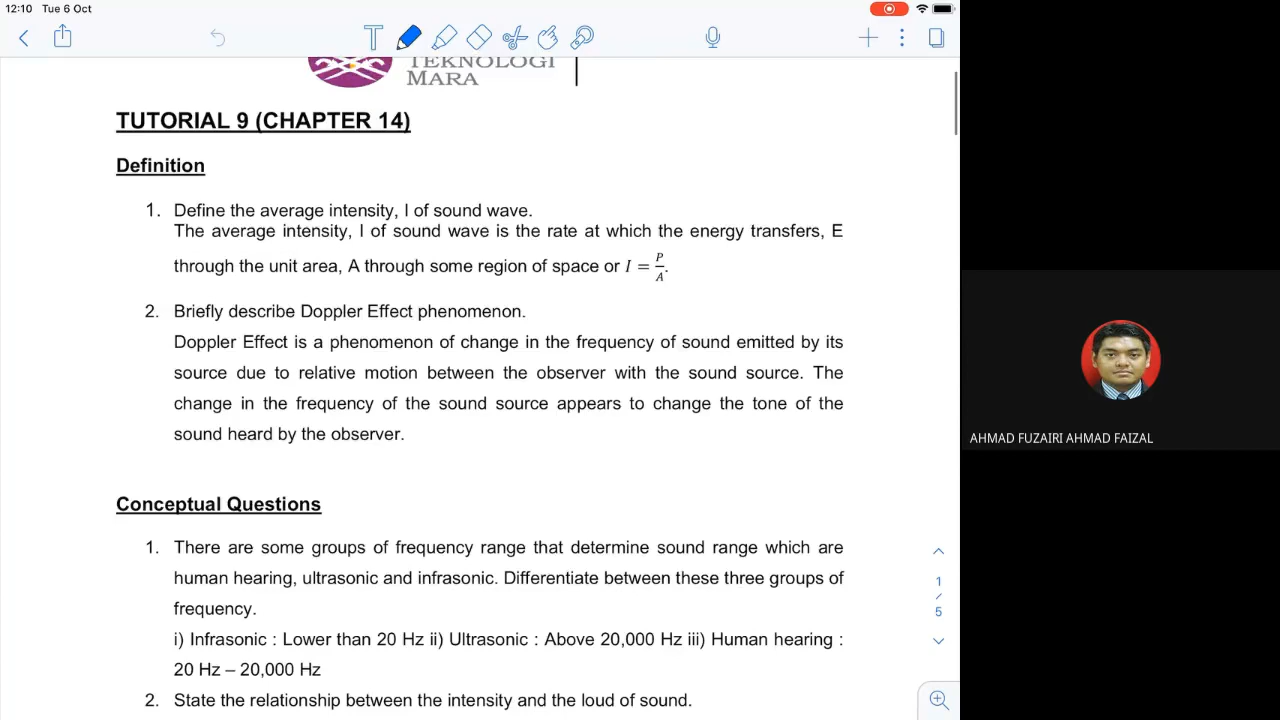 12:10 Tue 6 Oct
TEKNOLOGI
MARA
TUTORIAL 9 (CHAPTER 14)
Definition
1. Define the average intensity, I of sound wave.
The average intensity, I of sound wave is the rate at which the energy transfers, E
through the unit area, A through some region of space or I = P/A.
2. Briefly describe Doppler Effect phenomenon.
Doppler Effect is a phenomenon of change in the frequency of sound emitted by its
source due to relative motion between the observer with the sound source. The
change in the frequency of the sound source appears to change the tone of the
sound heard by the observer.
Conceptual Questions
1. There are some groups of frequency range that determine sound range which are
human hearing, ultrasonic and infrasonic. Differentiate between these three groups of
frequency.
i) Infrasonic : Lower than 20 Hz ii) Ultrasonic : Above 20,000 Hz iii) Human hearing :
20 Hz – 20,000 Hz
2. State the relationship between the intensity and the loud of sound.
1
/
5
AHMAD FUZAIRI AHMAD FAIZAL